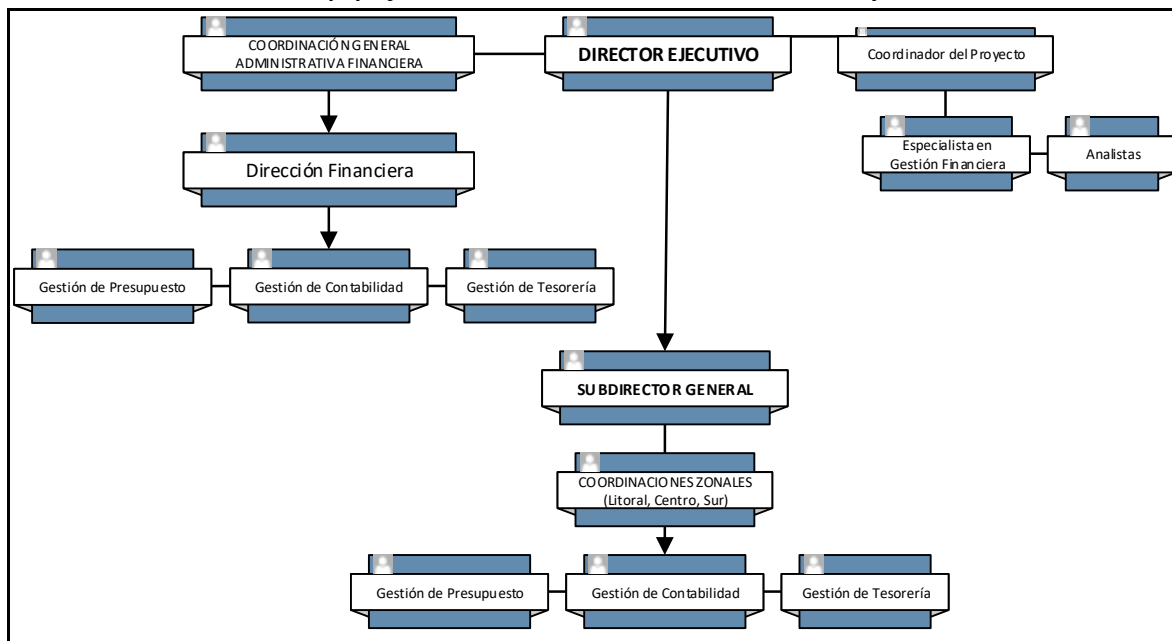 COORDINACIÓN GENERAL
ADMINISTRATIVA FINANCIERA
DIRECTOR EJECUTIVO
Coordinador del Proyecto
Especialista en
Gestión Financiera
Analistas
Dirección Financiera
Gestión de Presupuesto
Gestión de Contabilidad
Gestión de Tesorería
SUBDIRECTOR GENERAL
COORDINACIONES ZONALES
(Litoral, Centro, Sur)
Gestión de Presupuesto
Gestión de Contabilidad
Gestión de Tesorería